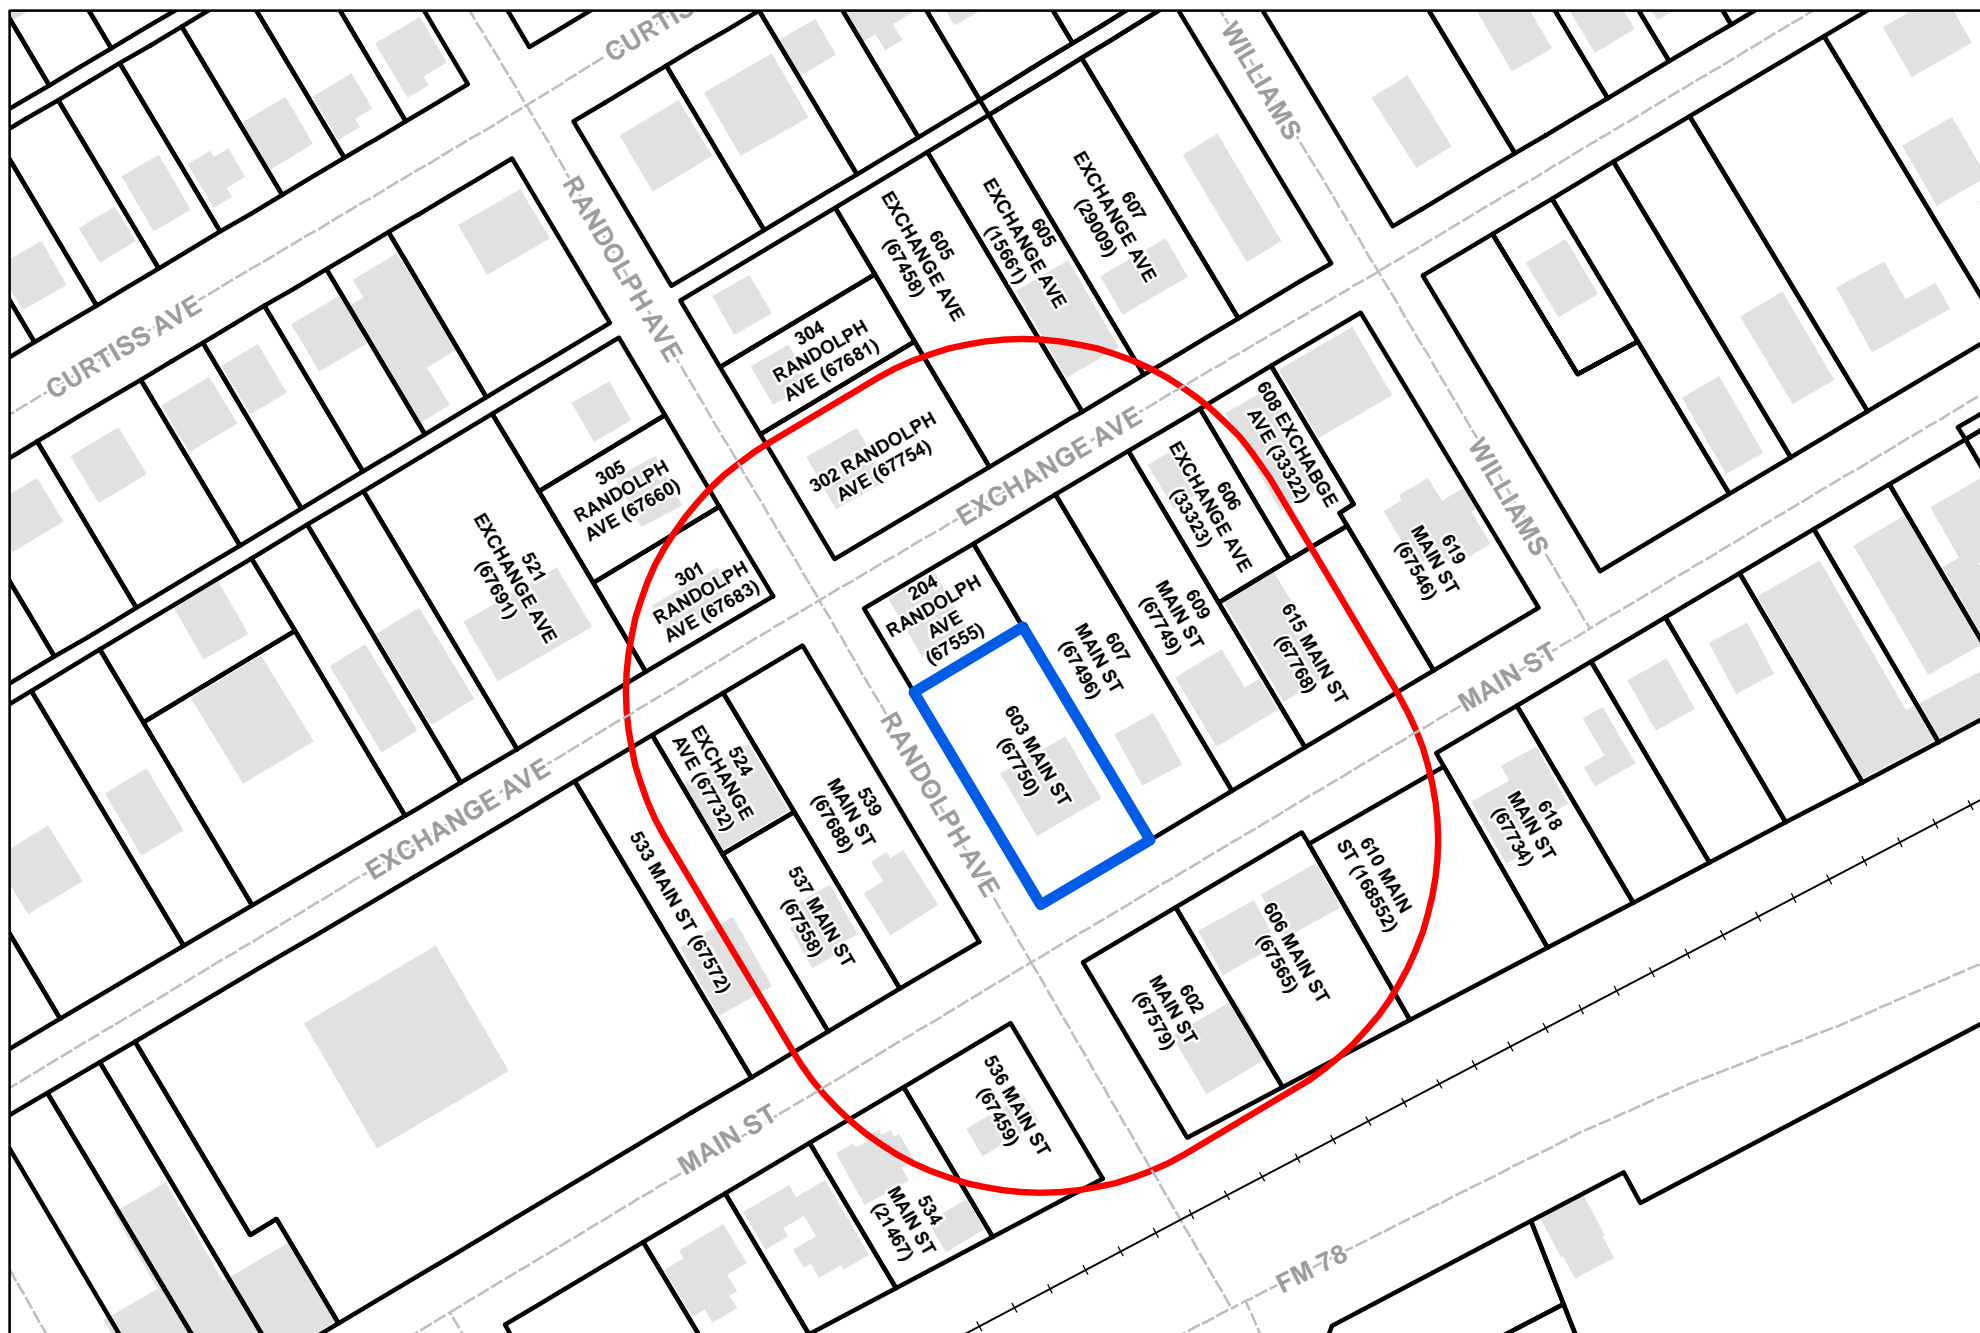 CURTIS
WILLIAMS
RANDOLPH AVE
CURTISS AVE
605
EXCHANGE AVE
(67458)
605
EXCHANGE AVE
(15661)
607
EXCHANGE AVE
(29009)
304
RANDOLPH
AVE (67681)
302 RANDOLPH
AVE (67754)
305
RANDOLPH
AVE (67660)
301
RANDOLPH
AVE (67683)
521
EXCHANGE AVE
(67691)
EXCHANGE AVE
608 EXCHARGE
AVE (33322)
606
EXCHANGE AVE
(33323)
619
MAIN ST
(67546)
WILLIAMS
204
RANDOLPH
AVE
(67555)
607
MAIN ST
(67496)
609
MAIN ST
(67749)
615 MAIN ST
(67768)
603 MAIN ST
(67750)
MAIN ST
RANDOLPH AVE
524
EXCHANGE
AVE (67732)
539
MAIN ST
(67688)
537 MAIN ST
(67558)
533 MAIN ST (67572)
EXCHANGE AVE
618
MAIN ST
(67734)
610 MAIN
ST (168552)
606 MAIN ST
(67565)
602
MAIN ST
(67579)
536 MAIN ST
(67459)
534
MAIN ST
(21467)
MAIN ST
FM 78